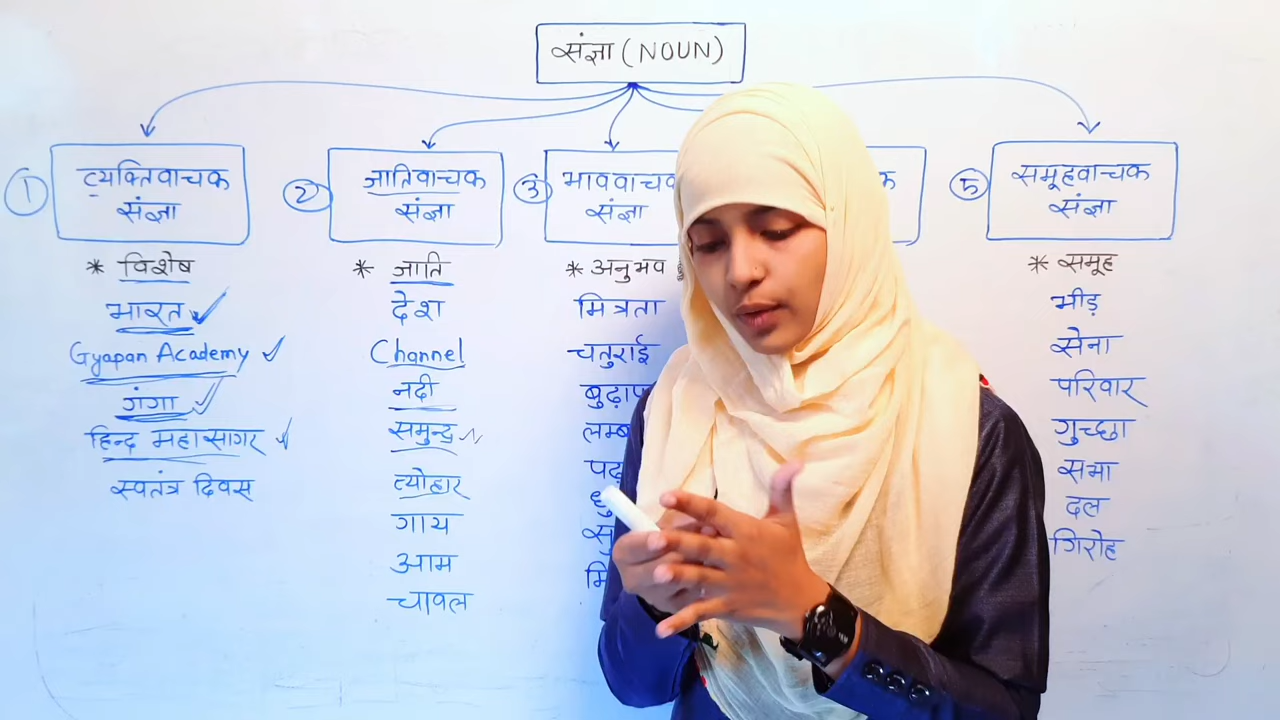 संज्ञा (NOUN)
① व्यक्तिवाचक
संज्ञा
* विशेष
भारत
Gyapan Academy
गंगा
हिन्द महासागर
स्वतंत्र दिवस
② जातिवाचक
संज्ञा
* जाति
देश
Channel
नदी
समुन्द्र
त्योहार
गाय
आम
चावल
③ भाववाचक
संज्ञा
* अनुभव
मित्रता
चतुराई
⑤ समूहवाचक
संज्ञा
* समूह
भीड़
सेना
परिवार
गुच्छा
सभा
दल
गिरोह